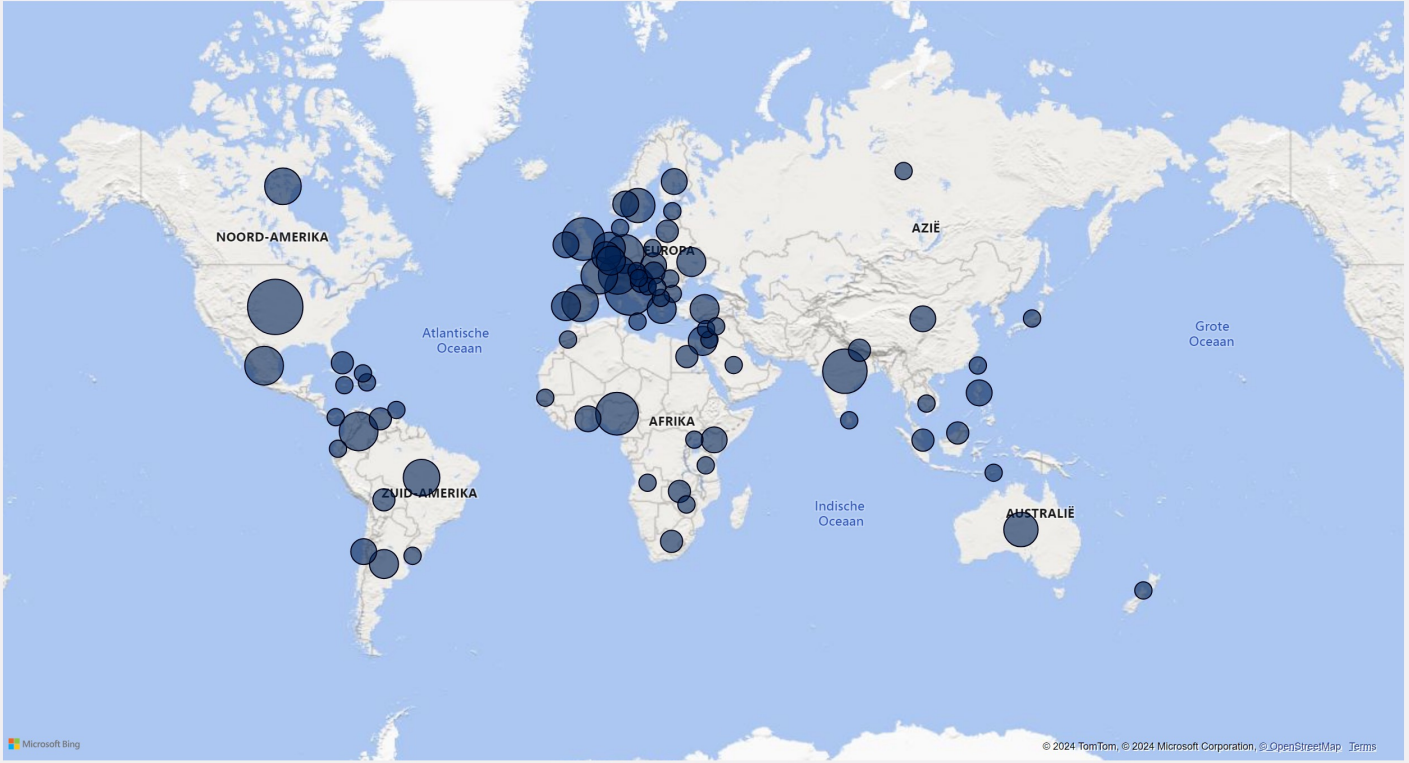 NOORD-AMERIKA
AZIË
EUROPA
Atlantische
Oceaan
Grote
Oceaan
AFRIKA
ZUID-AMERIKA
Indische
Oceaan
AUSTRALIË
Microsoft Bing
© 2024 TomTom, © 2024 Microsoft Corporation, © OpenStreetMap Terms